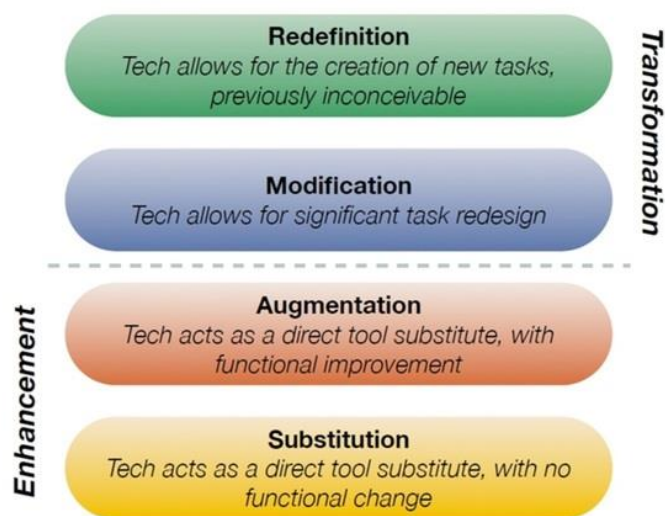 Redefinition
Tech allows for the creation of new tasks,
previously inconceivable
Transformation
Modification
Tech allows for significant task redesign
Augmentation
Tech acts as a direct tool substitute, with
functional improvement
Enhancement
Substitution
Tech acts as a direct tool substitute, with no
functional change